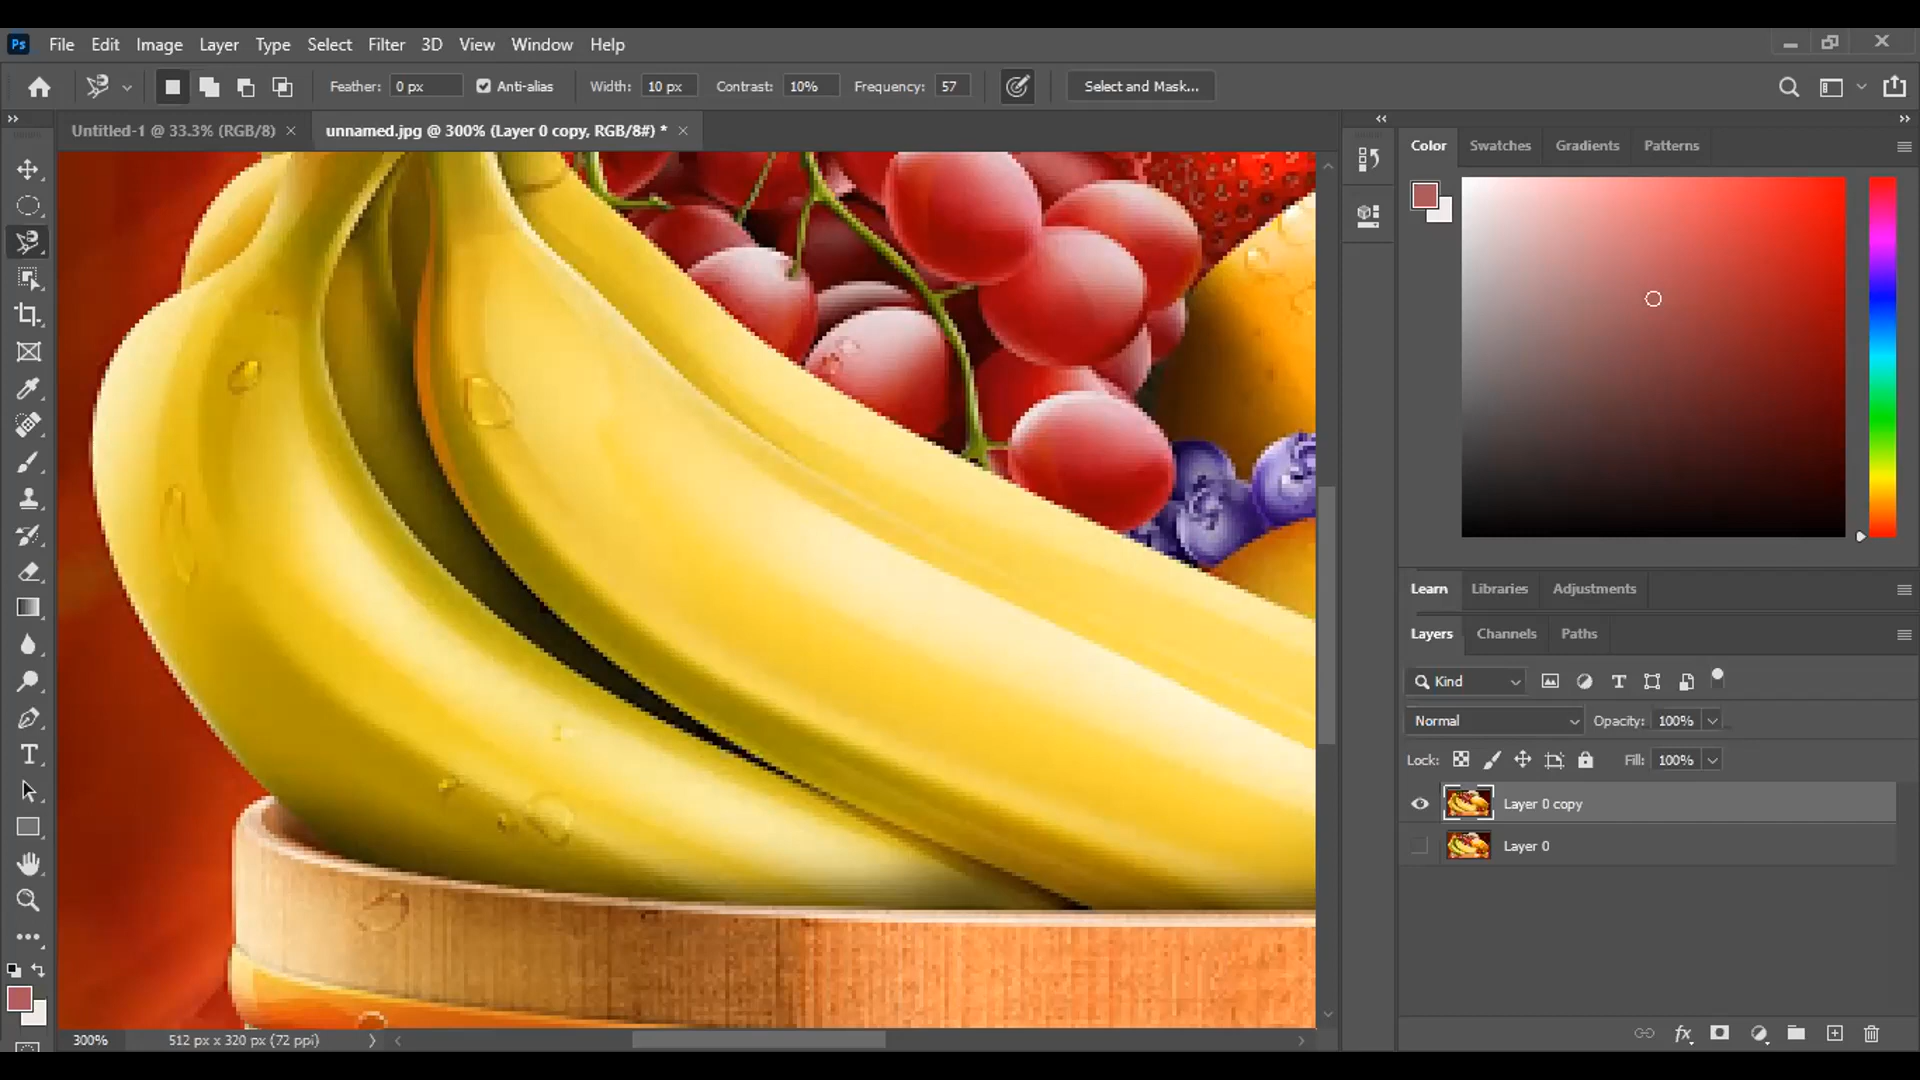 Ps File Edit Image Layer Type Select Filter 3D View Window Help
Feather: 0 px Anti-alias Width: 10 px Contrast: 10% Frequency: 57 Select and Mask...
Untitled-1 @ 33.3% (RGB/8) × unnamed.jpg @ 300% (Layer 0 copy, RGB/8#) * ×
Color Swatches Gradients Patterns
Learn Libraries Adjustments
Layers Channels Paths
Kind
Normal Opacity: 100%
Lock: Fill: 100%
Layer 0 copy
Layer 0
300% 512 px x 320 px (72 ppi)
fx